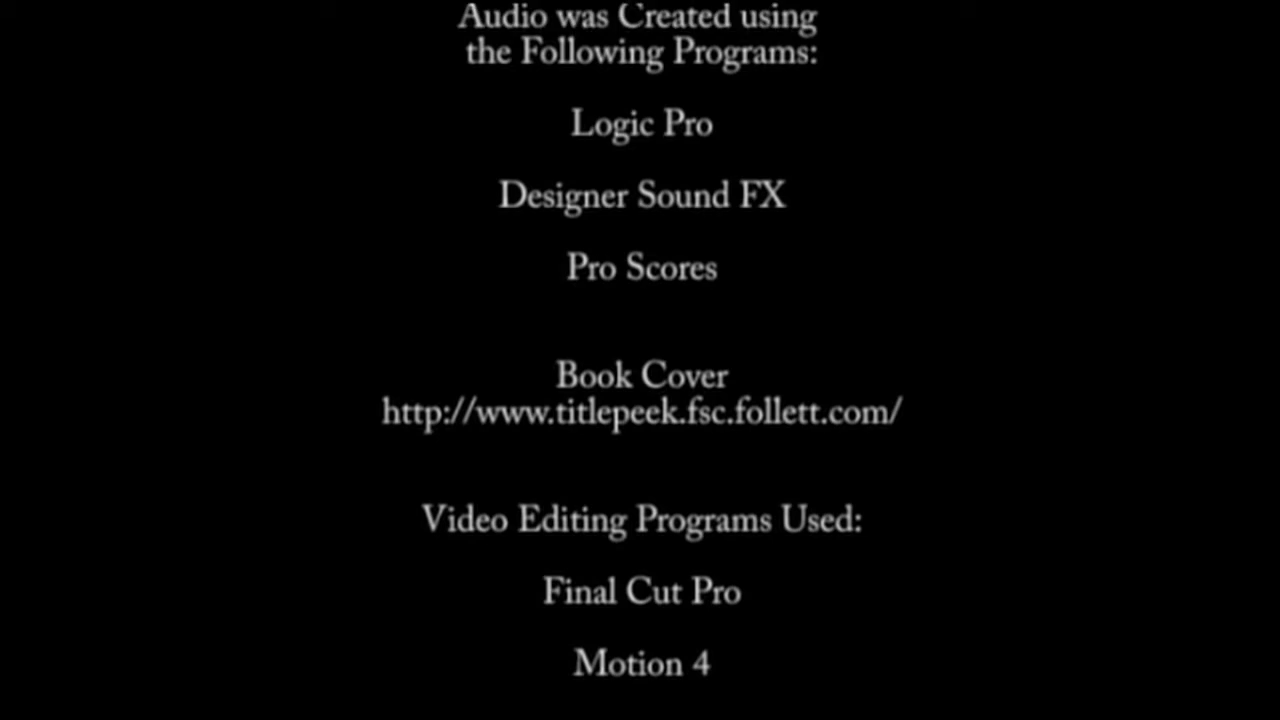 Audio was Created using
the Following Programs:
Logic Pro
Designer Sound FX
Pro Scores
Book Cover
http://www.titlepeek.fsc.follett.com/
Video Editing Programs Used:
Final Cut Pro
Motion 4